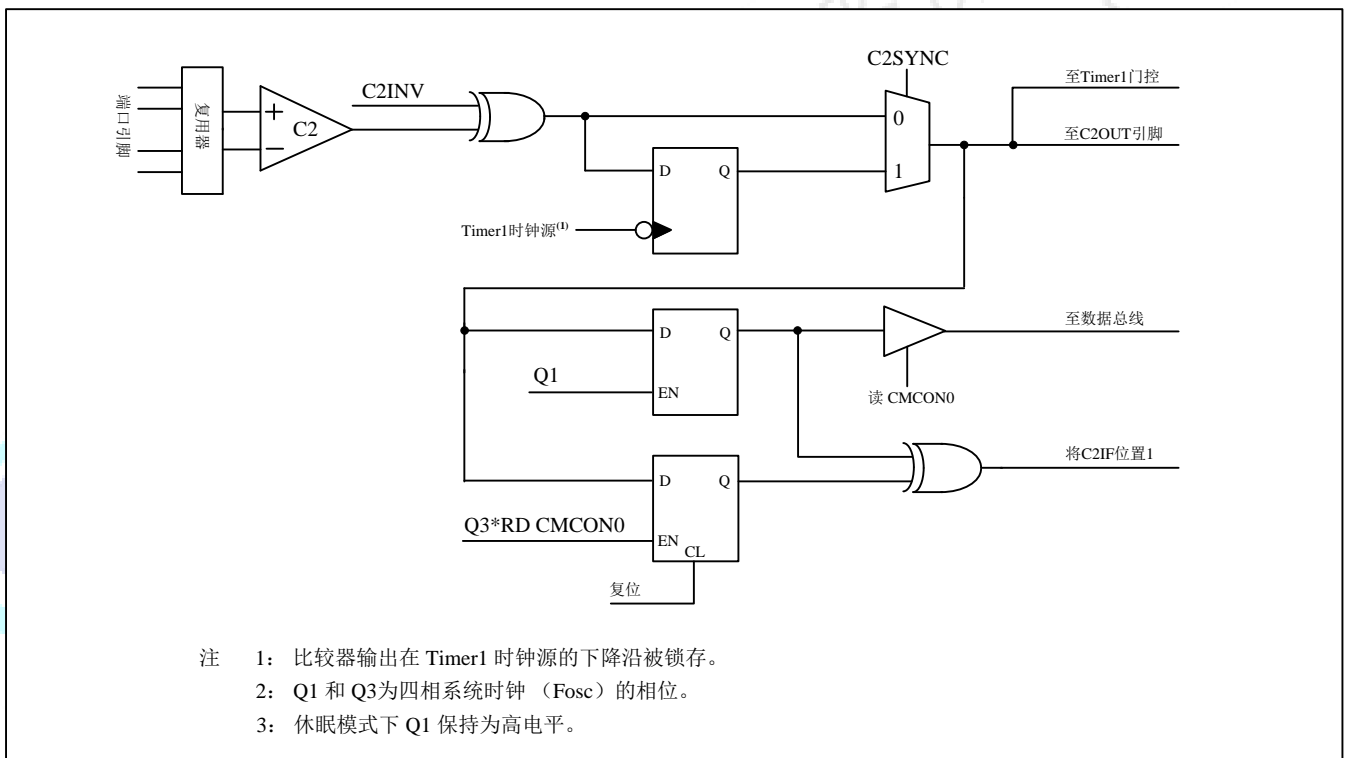 C2SYNC
至Timer1门控
端口引脚
复用器
C2INV
+
C2
−
0
至C2OUT引脚
1
D Q
Timer1时钟源(1)
D Q
至数据总线
Q1
EN
读 CMCON0
将C2IF位置1
D Q
Q3*RD CMCON0
EN
CL
复位
注 1： 比较器输出在 Timer1 时钟源的下降沿被锁存。
2： Q1 和 Q3为四相系统时钟 （Fosc）的相位。
3： 休眠模式下 Q1 保持为高电平。